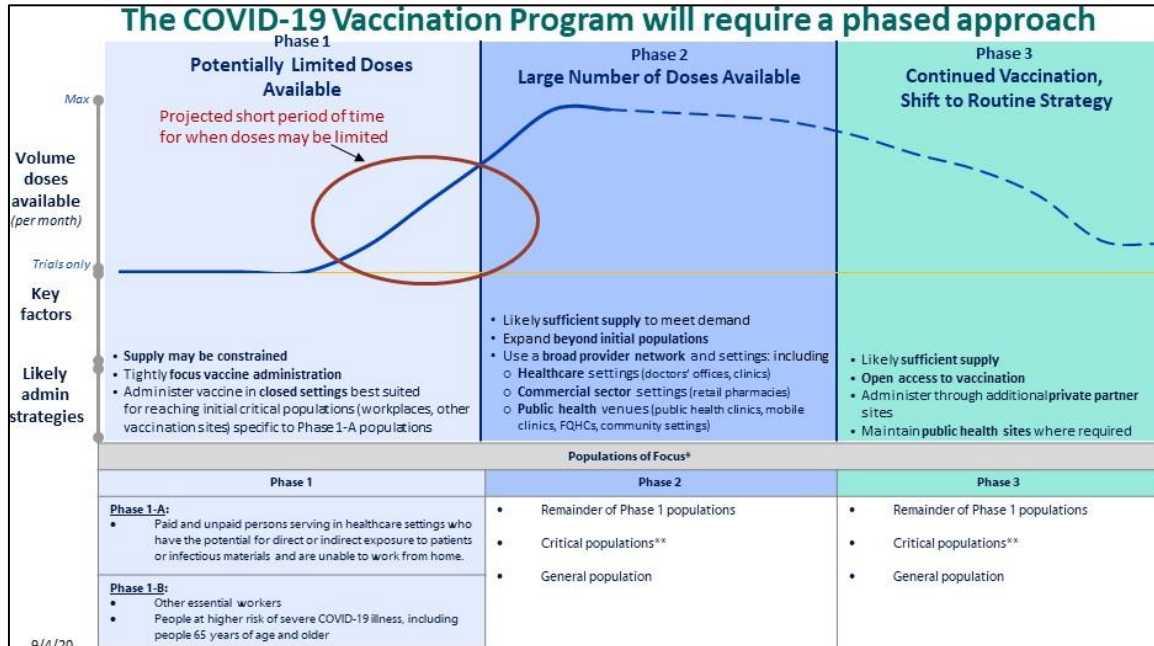 The COVID-19 Vaccination Program will require a phased approach
Phase 1
Potentially Limited Doses
Available
Projected short period of time
for when doses may be limited
Phase 2
Large Number of Doses Available
Phase 3
Continued Vaccination,
Shift to Routine Strategy
Max
Volume
doses
available
(per month)
Trials only
Key
factors
Likely
admin
strategies
• Supply may be constrained
• Tightly focus vaccine administration
• Administer vaccine in closed settings best suited
for reaching initial critical populations (workplaces, other
vaccination sites) specific to Phase 1-A populations
• Likely sufficient supply to meet demand
• Expand beyond initial populations
• Use a broad provider network and settings: including
o Healthcare settings (doctors' offices, clinics)
o Commercial sector settings (retail pharmacies)
o Public health venues (public health clinics, mobile
clinics, FQHCs, community settings)
• Likely sufficient supply
• Open access to vaccination
• Administer through additional private partner
sites
• Maintain public health sites where required
Populations of Focus*
Phase 1
Phase 2
Phase 3
Phase 1-A:
• Paid and unpaid persons serving in healthcare settings who
have the potential for direct or indirect exposure to patients
or infectious materials and are unable to work from home.
Phase 1-B:
• Other essential workers
• People at higher risk of severe COVID-19 illness, including
people 65 years of age and older
• Remainder of Phase 1 populations
• Critical populations**
• General population
• Remainder of Phase 1 populations
• Critical populations**
• General population
9/4/20